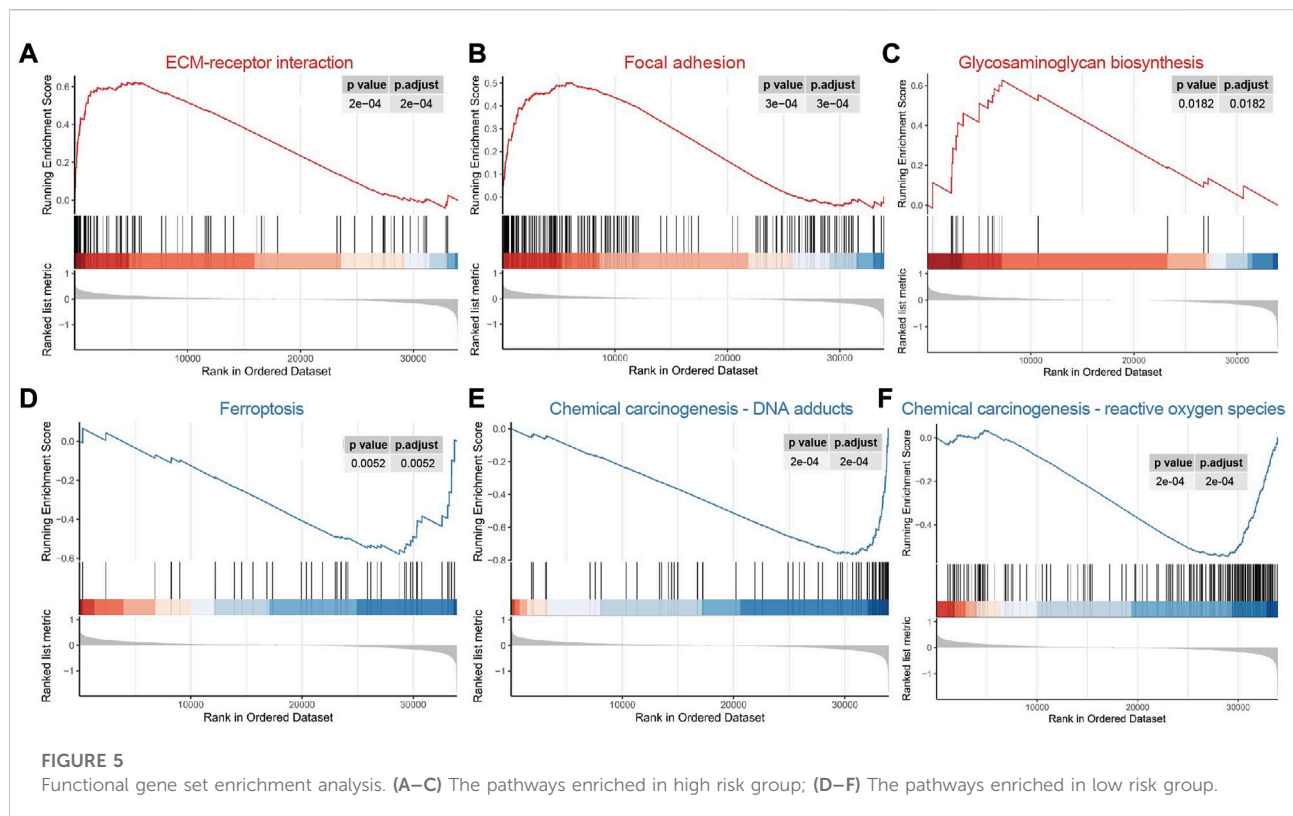 A
ECM-receptor interaction
p value p.adjust
2e−04 2e−04
Running Enrichment Score
0.6
0.4
0.2
0.0
Ranked list metric
1
0
−1
10000 20000 30000
Rank in Ordered Dataset
B
Focal adhesion
p value p.adjust
3e−04 3e−04
Running Enrichment Score
0.5
0.4
0.3
0.2
0.1
0.0
Ranked list metric
1
0
−1
10000 20000 30000
Rank in Ordered Dataset
C
Glycosaminoglycan biosynthesis
p value p.adjust
0.0182 0.0182
Running Enrichment Score
0.6
0.4
0.2
0.0
Ranked list metric
1
0
−1
10000 20000 30000
Rank in Ordered Dataset
D
Ferroptosis
p value p.adjust
0.0052 0.0052
Running Enrichment Score
0.0
−0.2
−0.4
−0.6
Ranked list metric
1
0
−1
10000 20000 30000
Rank in Ordered Dataset
E
Chemical carcinogenesis - DNA adducts
p value p.adjust
2e−04 2e−04
Running Enrichment Score
0.0
−0.2
−0.4
−0.6
−0.8
Ranked list metric
1
0
−1
10000 20000 30000
Rank in Ordered Dataset
F
Chemical carcinogenesis - reactive oxygen species
p value p.adjust
2e−04 2e−04
Running Enrichment Score
0.0
−0.2
−0.4
Ranked list metric
1
0
−1
10000 20000 30000
Rank in Ordered Dataset
FIGURE 5
Functional gene set enrichment analysis. (A–C) The pathways enriched in high risk group; (D–F) The pathways enriched in low risk group.